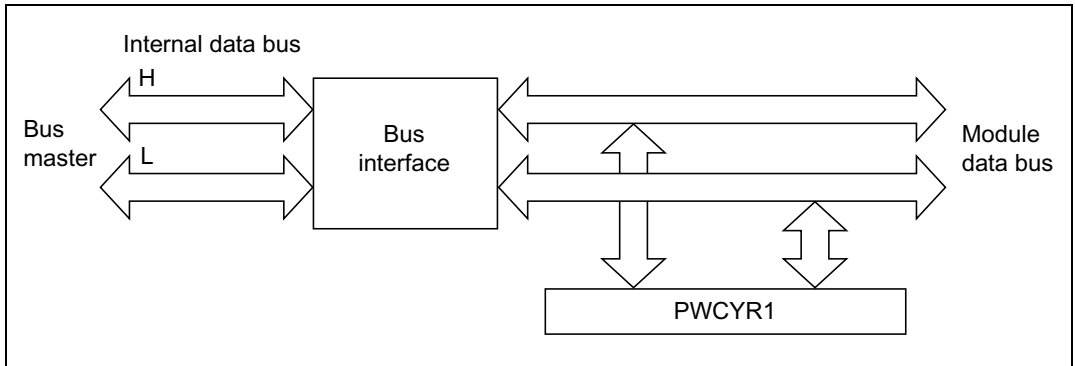 Internal data bus
H
Bus
master
L
Bus
interface
Module
data bus
PWCYR1